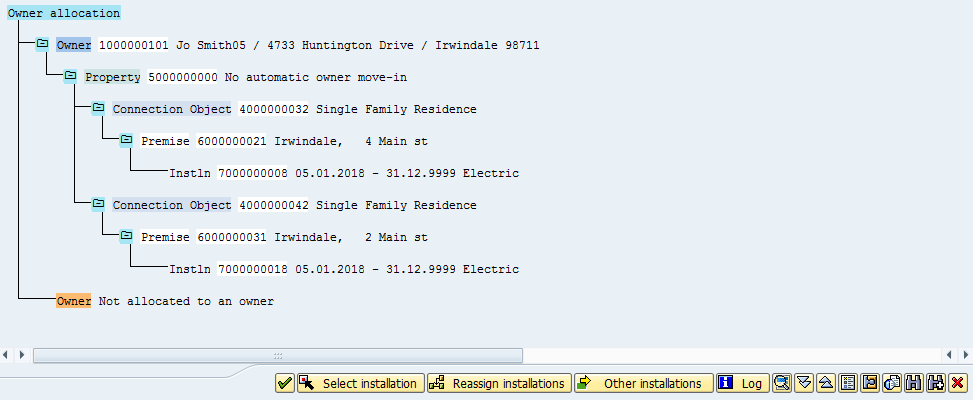 Owner allocation
Owner 1000000101 Jo Smith05 / 4733 Huntington Drive / Irwindale 98711
Property 5000000000 No automatic owner move-in
Connection Object 4000000032 Single Family Residence
Premise 6000000021 Irwindale, 4 Main st
Instln 7000000008 05.01.2018 - 31.12.9999 Electric
Connection Object 4000000042 Single Family Residence
Premise 6000000031 Irwindale, 2 Main st
Instln 7000000018 05.01.2018 - 31.12.9999 Electric
Owner Not allocated to an owner
Select installation Reassign installations Other installations Log